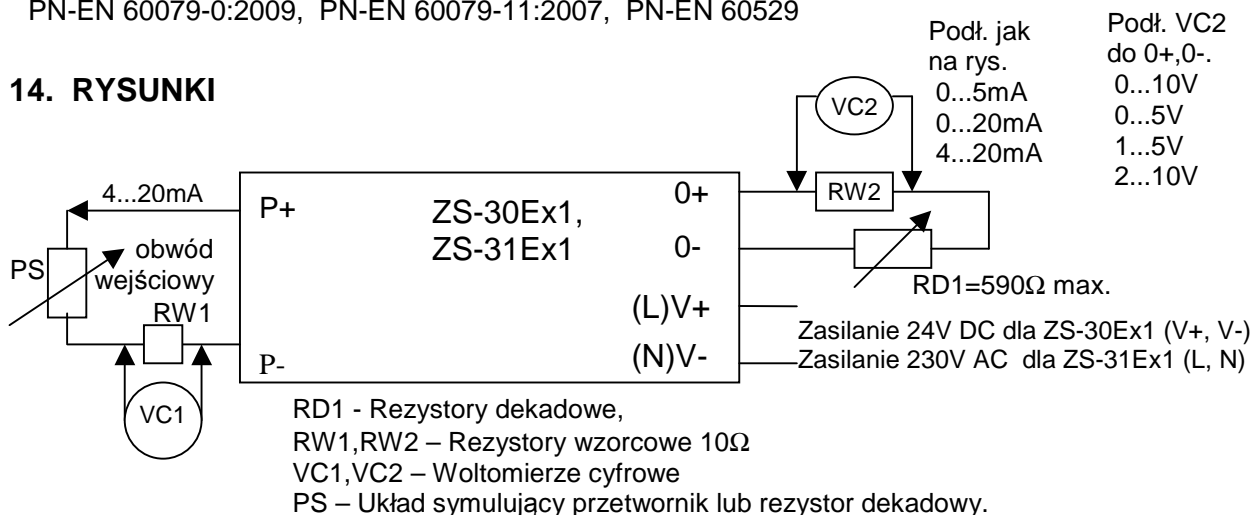 PN-EN 60079-0:2009, PN-EN 60079-11:2007, PN-EN 60529
14. RYSUNKI
Podł. jak
na rys.
0...5mA
0...20mA
4...20mA
Podł. VC2
do 0+,0-.
0...10V
0...5V
1...5V
2...10V
VC2
4...20mA
P+
ZS-30Ex1,
ZS-31Ex1
0+
RW2
0-
PS
obwód
wejściowy
RW1
RD1=590Ω max.
(L)V+
(N)V-
P-
Zasilanie 24V DC dla ZS-30Ex1 (V+, V-)
Zasilanie 230V AC dla ZS-31Ex1 (L, N)
VC1
RD1 - Rezystory dekadowe,
RW1,RW2 – Rezystory wzorcowe 10Ω
VC1,VC2 – Woltomierze cyfrowe
PS – Układ symulujący przetwornik lub rezystor dekadowy.